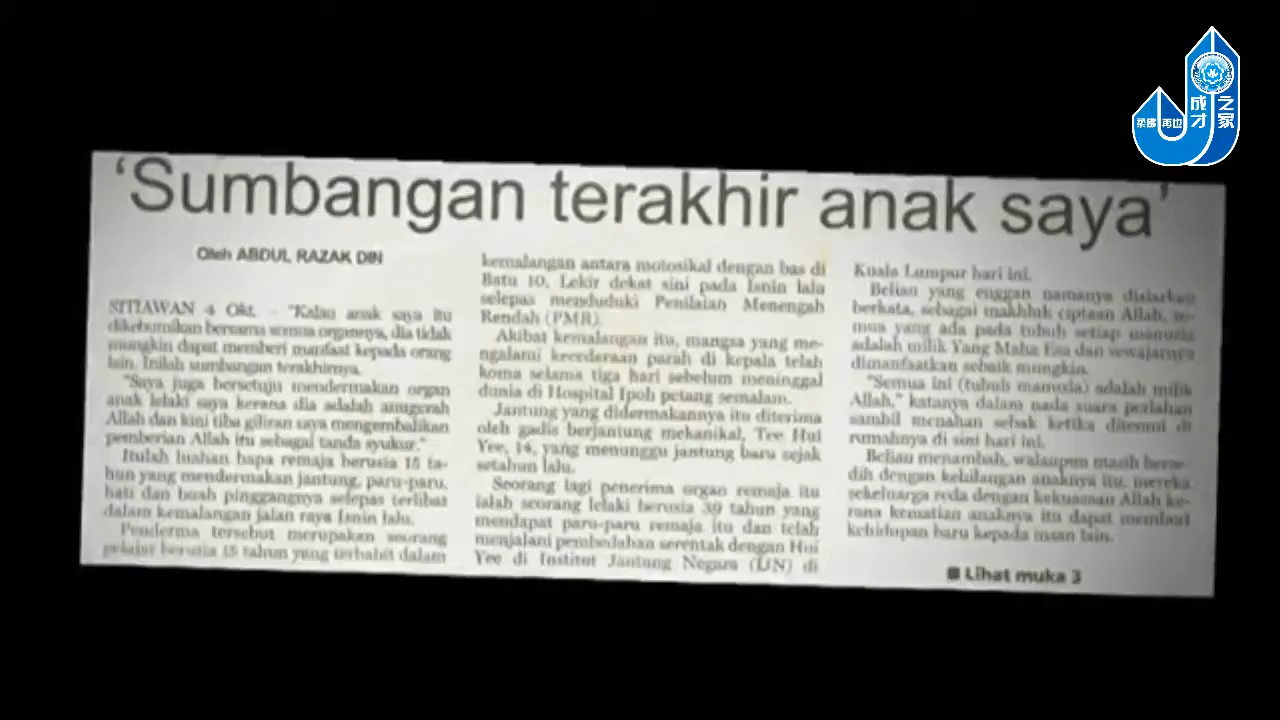 成 之
才 家
柔佛 再也
‘Sumbangan terakhir anak saya’
Oleh ABDUL RAZAK DIN
SITIAWAN 4 Okt. - "Kalau anak saya itu
dikebumikan bersama semua organnya, dia tidak
mungkin dapat memberi manfaat kepada orang
lain. Inilah sumbangan terakhirnya.
"Saya juga bersetuju mendermakan organ
anak lelaki saya kerana dia adalah anugerah
Allah dan kini tiba giliran saya mengembalikan
pemberian Allah itu sebagai tanda syukur."
Itulah luahan bapa remaja berusia 15 ta-
hun yang mendermakan jantung, paru-paru,
hati dan buah pinggangnya selepas terlibat
dalam kemalangan jalan raya Isnin lalu.
Penderma tersebut merupakan seorang
pelajar berusia 15 tahun yang terbabit dalam
kemalangan antara motosikal dengan bas di
Batu 10, Lekir dekat sini pada Isnin lalu
selepas menduduki Penilaian Menengah
Rendah (PMR).
Akibat kemalangan itu, mangsa yang me-
ngalami kecederaan parah di kepala telah
koma selama tiga hari sebelum meninggal
dunia di Hospital Ipoh petang semalam.
Jantung yang didermakannya itu diterima
oleh gadis berjantung mekanikal, Tee Hui
Yee, 14, yang menunggu jantung baru sejak
setahun lalu.
Seorang lagi penerima organ remaja itu
ialah seorang lelaki berusia 39 tahun yang
mendapat paru-paru remaja itu dan telah
menjalani pembedahan serentak dengan Hui
Yee di Institut Jantung Negara (IJN) di
Kuala Lumpur hari ini.
Beliau yang enggan namanya disiarkan
berkata, sebagai makhluk ciptaan Allah, se-
mua yang ada pada tubuh setiap manusia
adalah milik Yang Maha Esa dan sewajarnya
dimanfaatkan sebaik mungkin.
"Semua ini (tubuh manusia) adalah milik
Allah," katanya dalam nada suara perlahan
sambil menahan sebak ketika ditemui di
rumahnya di sini hari ini.
Beliau menambah, walaupun masih berse-
dih dengan kehilangan anaknya itu, mereka
sekeluarga reda dengan kekuasaan Allah ke-
rana kematian anaknya itu dapat memberi
kehidupan baru kepada insan lain.
■ Lihat muka 3